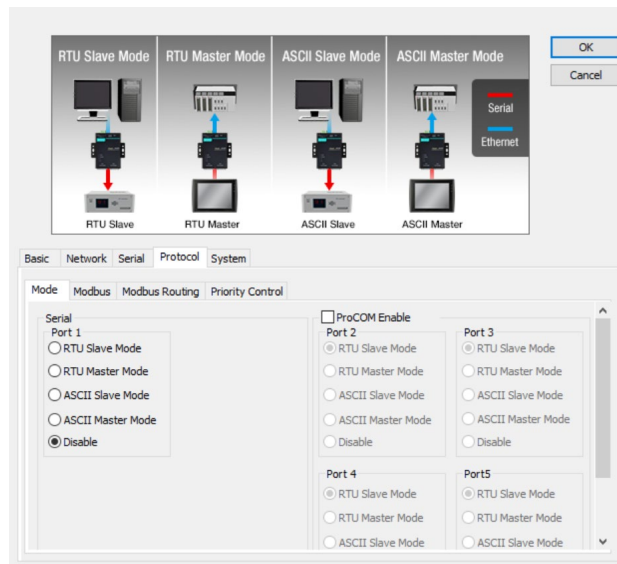 RTU Slave Mode RTU Master Mode ASCII Slave Mode ASCII Master Mode
Serial
Ethernet
RTU Slave RTU Master ASCII Slave ASCII Master
OK
Cancel
Basic Network Serial Protocol System
Mode Modbus Modbus Routing Priority Control
Serial
Port 1
RTU Slave Mode
RTU Master Mode
ASCII Slave Mode
ASCII Master Mode
Disable
ProCOM Enable
Port 2
RTU Slave Mode
RTU Master Mode
ASCII Slave Mode
ASCII Master Mode
Disable
Port 3
RTU Slave Mode
RTU Master Mode
ASCII Slave Mode
ASCII Master Mode
Disable
Port 4
RTU Slave Mode
RTU Master Mode
ASCII Slave Mode
Port5
RTU Slave Mode
RTU Master Mode
ASCII Slave Mode